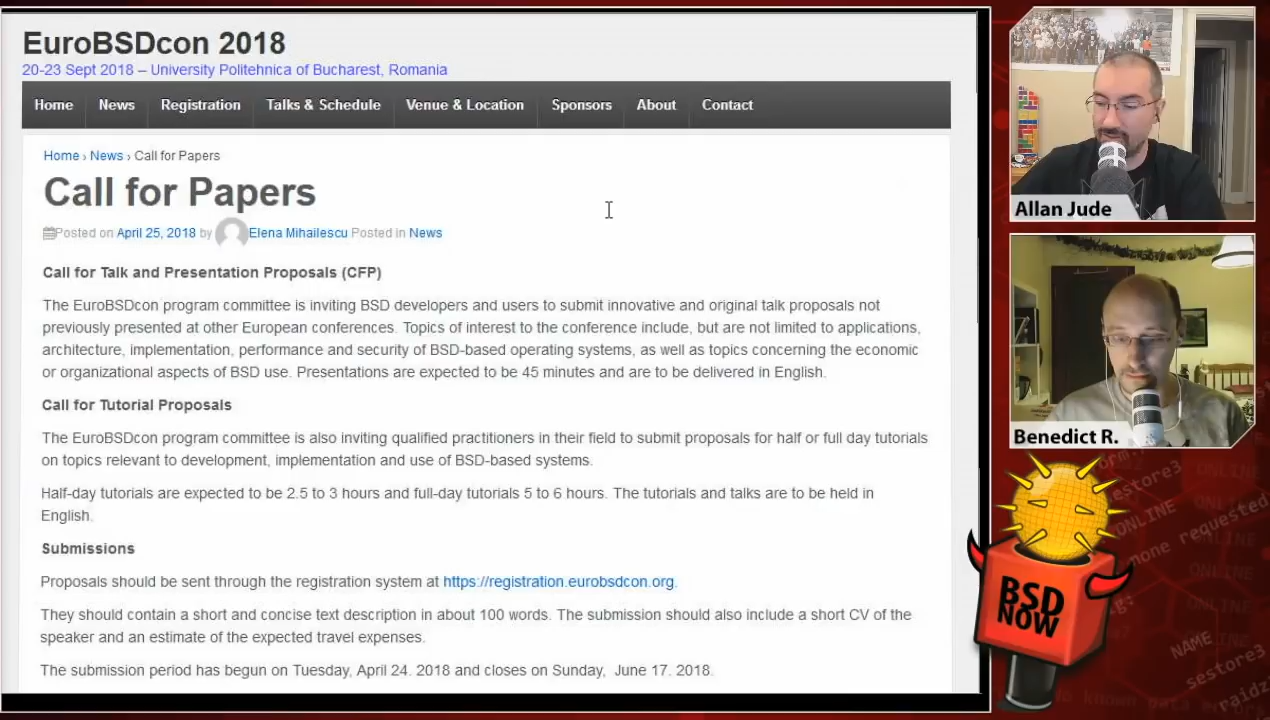 EuroBSDcon 2018
20-23 Sept 2018 – University Politehnica of Bucharest, Romania
Home News Registration Talks & Schedule Venue & Location Sponsors About Contact
Home › News › Call for Papers
Call for Papers
Posted on April 25, 2018 by Elena Mihailescu Posted in News
Call for Talk and Presentation Proposals (CFP)
The EuroBSDcon program committee is inviting BSD developers and users to submit innovative and original talk proposals not
previously presented at other European conferences. Topics of interest to the conference include, but are not limited to applications,
architecture, implementation, performance and security of BSD-based operating systems, as well as topics concerning the economic
or organizational aspects of BSD use. Presentations are expected to be 45 minutes and are to be delivered in English.
Call for Tutorial Proposals
The EuroBSDcon program committee is also inviting qualified practitioners in their field to submit proposals for half or full day tutorials
on topics relevant to development, implementation and use of BSD-based systems.
Half-day tutorials are expected to be 2.5 to 3 hours and full-day tutorials 5 to 6 hours. The tutorials and talks are to be held in
English.
Submissions
Proposals should be sent through the registration system at https://registration.eurobsdcon.org.
They should contain a short and concise text description in about 100 words. The submission should also include a short CV of the
speaker and an estimate of the expected travel expenses.
The submission period has begun on Tuesday, April 24. 2018 and closes on Sunday, June 17. 2018.
Allan Jude
Benedict R.
BSD
NOW
ONLINE
ONLINE
none requested
NAME